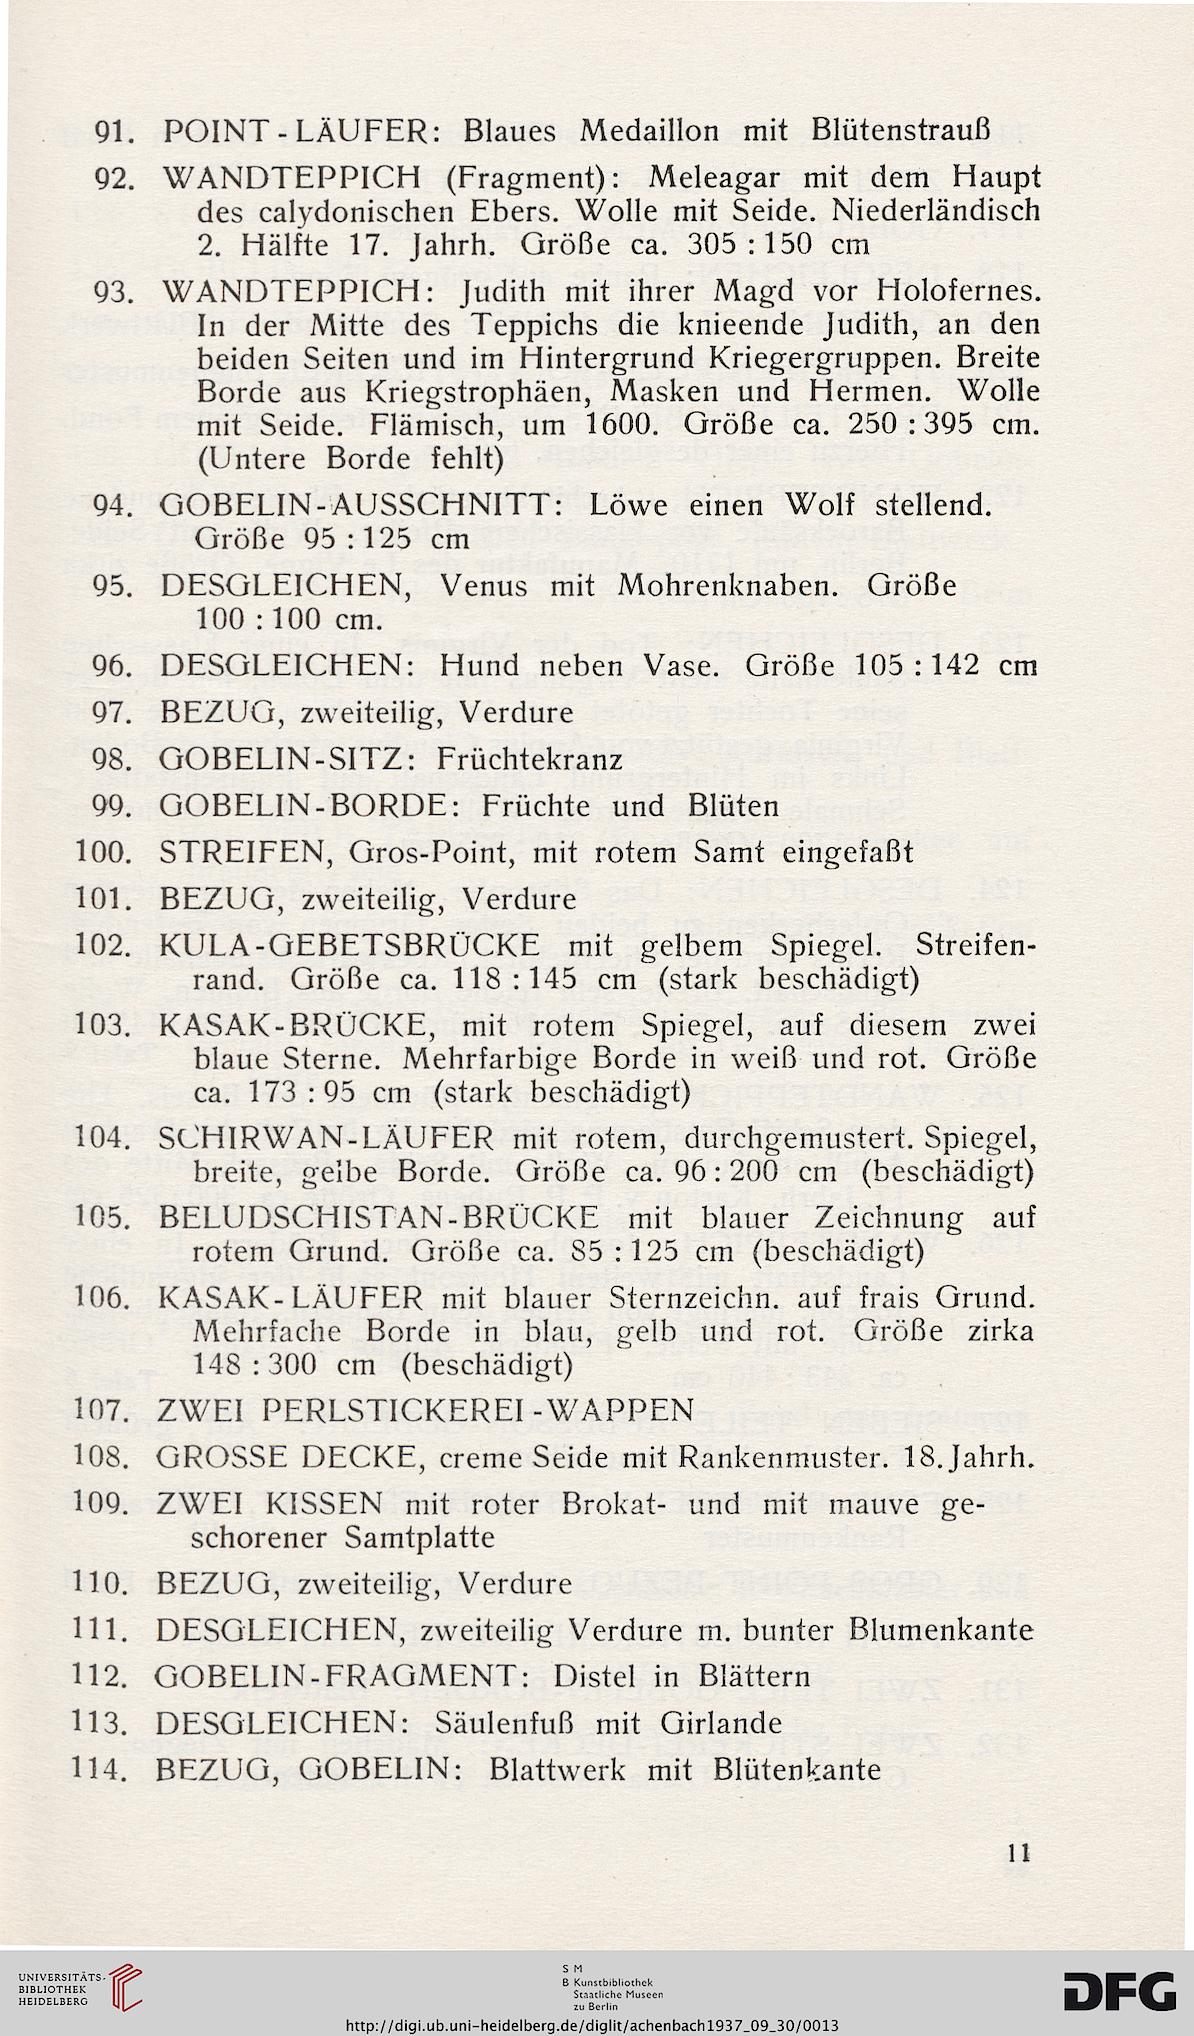 91. POINT-LÄUFER: Blaues Medaillon mit Blütenstrauß
92. WANDTEPPICH (Fragment): Meleagar mit dem Haupt
des calydonischen Ebers. Wolle mit Seide. Niederländisch
2. Hälfte 17. Jahrh. Größe ca. 305 : 150 cm
93. WANDTEPPICH: Judith mit ihrer Magd vor Holofernes.
In der Mitte des Teppichs die knieende Judith, an den
beiden Seiten und im Hintergrund Kriegergruppen. Breite
Borde aus Kriegstrophäen, Masken und Hermen. Wolle
mit Seide. Flämisch, um 1600. Größe ca. 250 : 395 cm.
(Untere Borde fehlt)
94. GOBELIN-AUSSCHNITT: Löwe einen Wolf stellend.
Größe 95 : 125 cm
95. DESGLEICHEN, Venus mit Mohrenknaben. Größe
100 : 100 cm.
96. DESGLEICHEN: Hund neben Vase. Größe 105 : 142 cm
97. BEZUG, zweiteilig, Verdure
98. GOBELIN-SITZ: Früchtekranz
99. GOBELIN-BORDE: Früchte und Blüten
100. STREIFEN, Gros-Point, mit rotem Samt eingefaßt
101. BEZUG, zweiteilig, Verdure
102. KULA-GEBETSBRÜCKE mit gelbem Spiegel. Streifen-
rand. Größe ca. 118 : 145 cm (stark beschädigt)
103. KASAK-BRÜCKE, mit rotem Spiegel, auf diesem zwei
blaue Sterne. Mehrfarbige Borde in weiß und rot. Größe
ca. 173 : 95 cm (stark beschädigt)
104. SCHIRWAN-LÄUFER mit rotem, durchgemustert. Spiegel,
breite, gelbe Borde. Größe ca. 96 : 200 cm (beschädigt)
105. BELUDSCHISTAN-BRÜCKE mit blauer Zeichnung auf
rotem Grund. Größe ca. 85 : 125 cm (beschädigt)
106. KASAK-LÄUFER mit blauer Sternzeichn. auf frais Grund.
Mehrfache Borde in blau, gelb und rot. Größe zirka
148 : 300 cm (beschädigt)
107. ZWEI PERLSTICKEREI-WAPPEN
108. GROSSE DECKE, creme Seide mit Rankenmuster. 18. Jahrh.
109. ZWEI KISSEN mit roter Brokat- und mit mauve ge-
schorener Samtplatte
110. BEZUG, zweiteilig, Verdure
111. DESGLEICHEN, zweiteilig Verdure m. bunter Blumenkante
112. GOBELIN-FRAGMENT: Distel in Blättern
113. DESGLEICHEN: Säulenfuß mit Girlande
114. BEZUG, GOBELIN: Blattwerk mit Blütenkante
11
UNIVERSITÄTS-
BIBLIOTHEK
HEIDELBERG
S M
B Kunstbibliothek
Staatliche Museen
zu Berlin
DFG
http://digi.ub.uni-heidelberg.de/diglit/achenbach1937_09_30/0013